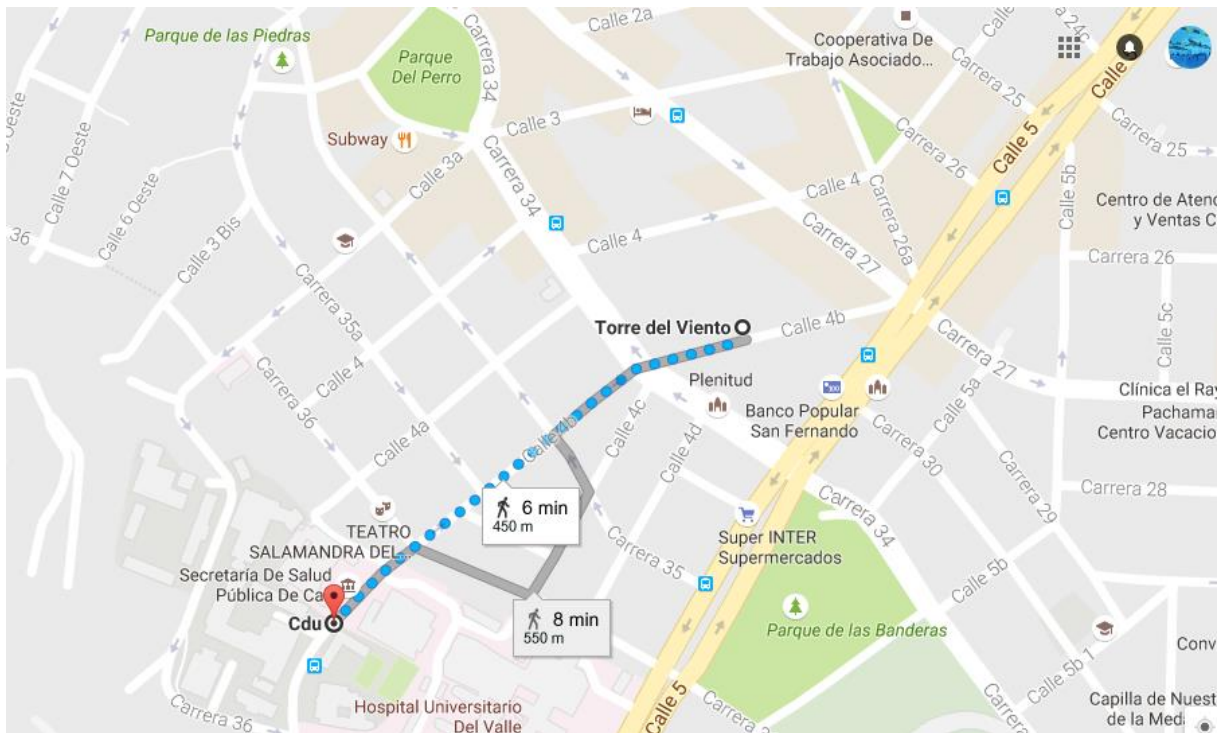 Calle 2a
Carrera 24c
Parque de las Piedras
Cooperativa De
Trabajo Asociado...
Parque
Del Perro
Carrera 34
Calle
Carrera 25
Calle 5
Calle 3
Subway
Calle 3a
Carrera 26
Carrera 25
Calle 7 Oeste
Calle 5b
Carrera 34
Calle 4
Carrera 26a
Calle 6 Oeste
Centro de Atenc
y Ventas C
36
Calle 3 Bis
Calle 4
Carrera 27
Carrera 26
Carrera 35a
Torre del Viento
Calle 4b
Calle 5c
Carrera 27
Calle 4
Plenitud
Calle 5a
Clínica el Ray
Banco Popular
San Fernando
Pachamar
Centro Vacacio
Carrera 36
Calle 4a
Calle 4b
Calle 4c
Calle 4d
Carrera 30
Carrera 28
6 min
450 m
Carrera 34
Carrera 29
TEATRO
SALAMANDRA DEL...
Super INTER
Supermercados
Secretaría De Salud
Pública De Ca
Carrera 35
Calle 5b
Cdu
8 min
550 m
Parque de las Banderas
Conv
Calle 5b 1
Hospital Universitario
Del Valle
Carrera 36
Calle 5
Capilla de Nuest
de la Meda